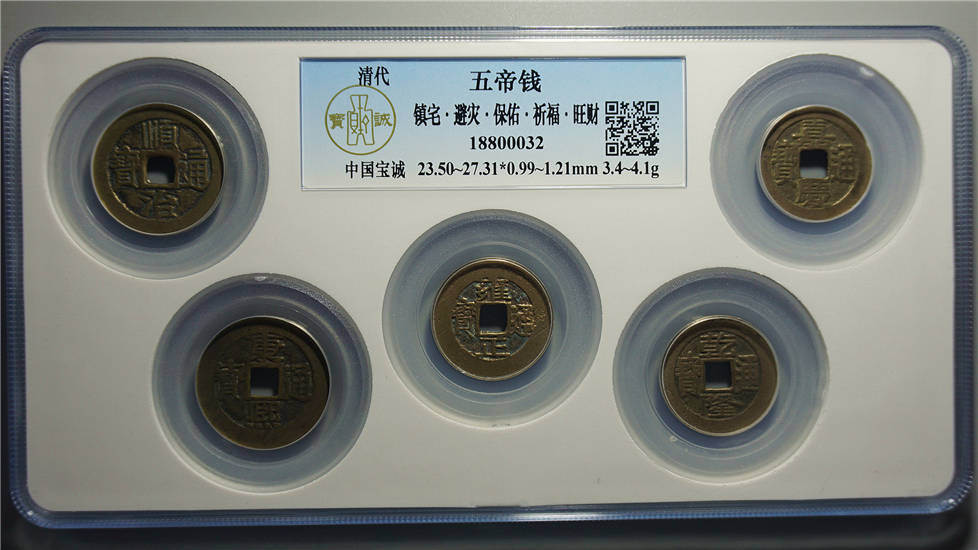 清代
五帝钱
寶誠
镇宅·避灾·保佑·祈福·旺财
18800032
中国宝诚
23.50~27.31*0.99~1.21mm 3.4~4.1g
順治通寶
嘉慶通寶
康熙通寶
雍正通寶
乾隆通寶